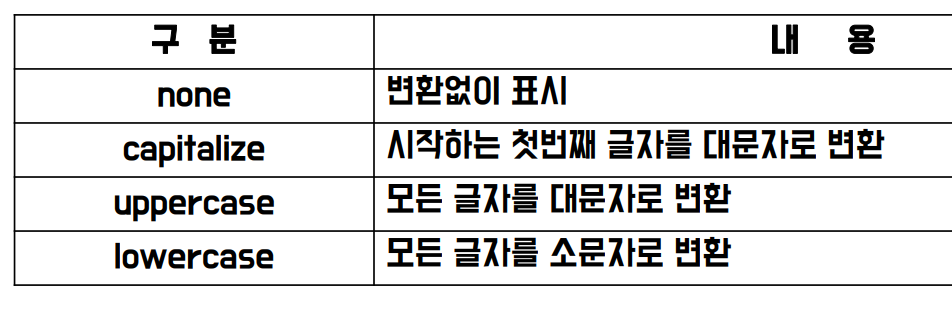 구 분 내 용
none 변환없이 표시
capitalize 시작하는 첫번째 글자를 대문자로 변환
uppercase 모든 글자를 대문자로 변환
lowercase 모든 글자를 소문자로 변환